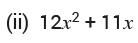 (ii) 12x² + 11x